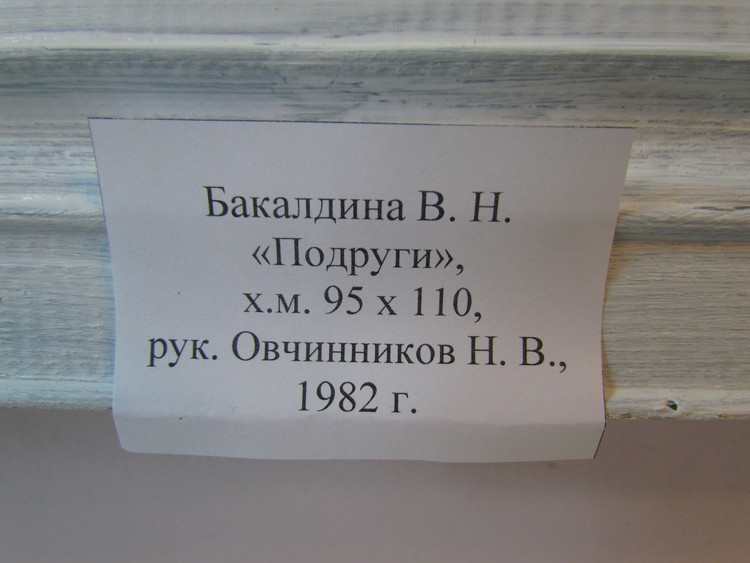 Бакалдина В. Н.
«Подруги»,
х.м. 95 х 110,
рук. Овчинников Н. В.,
1982 г.